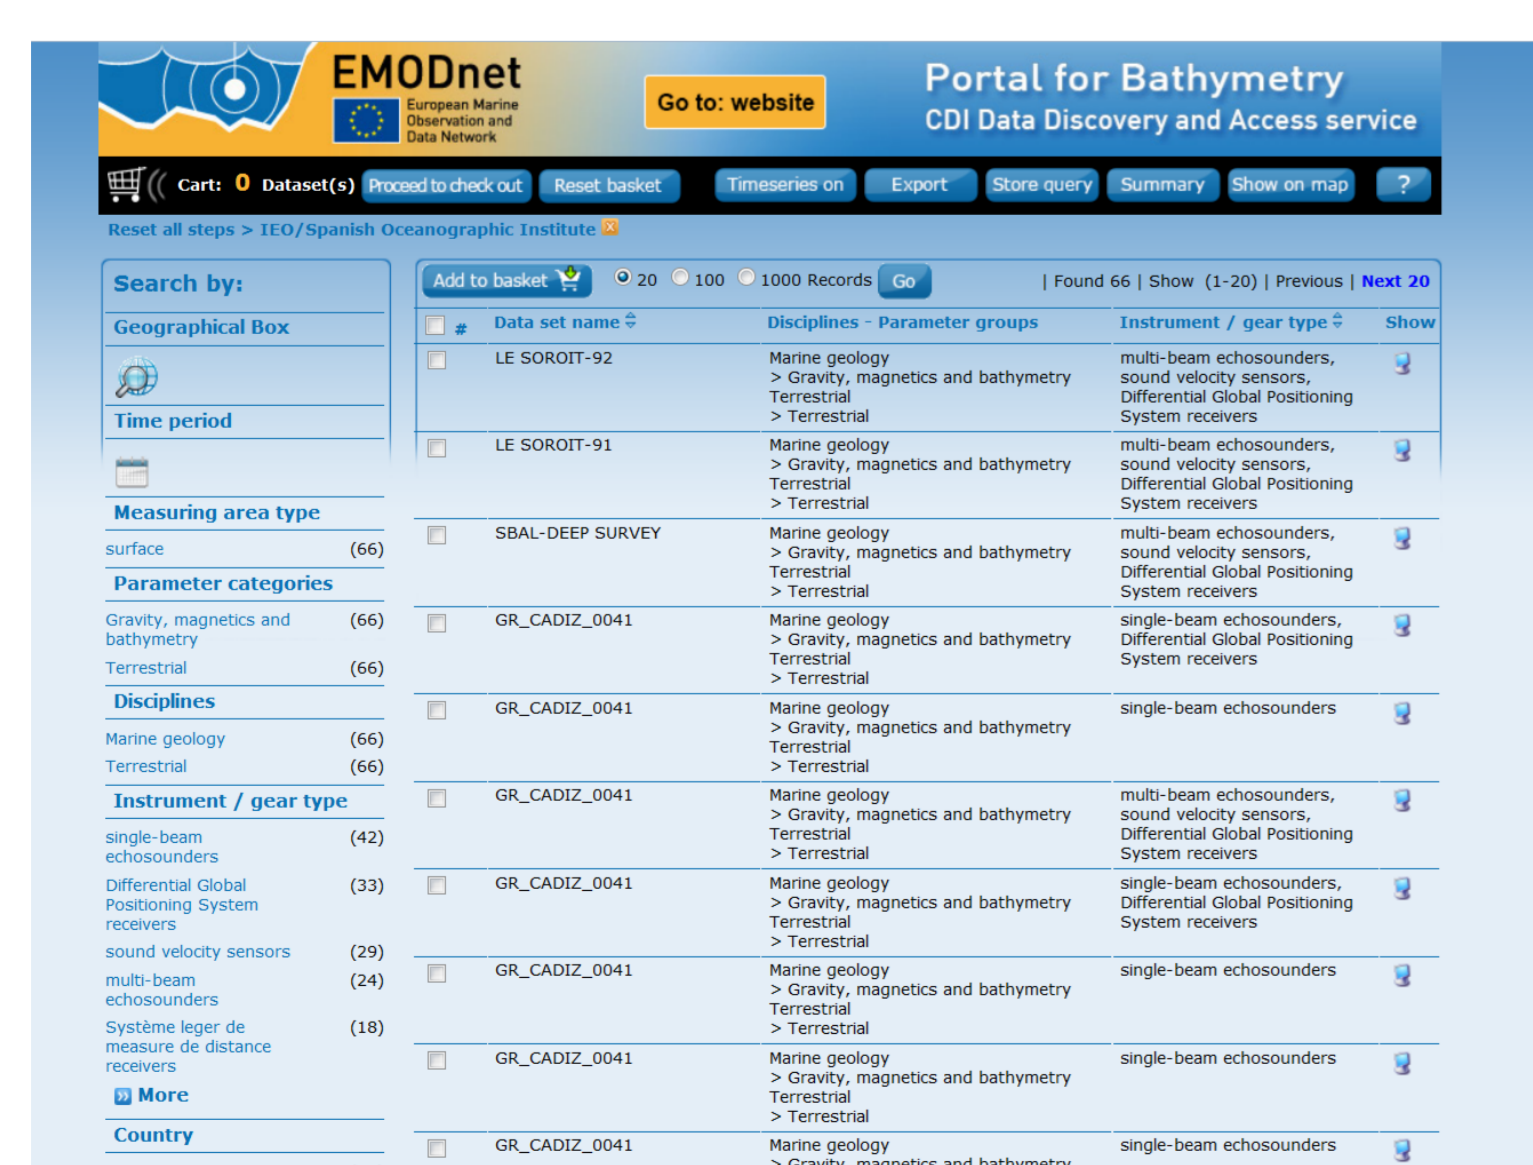 EMODnet
European Marine
Observation and
Data Network
Go to: website
Portal for Bathymetry
CDI Data Discovery and Access service
Cart: 0 Dataset(s) Proceed to check out Reset basket Timeseries on Export Store query Summary Show on map ?
Reset all steps > IEO/Spanish Oceanographic Institute
Search by:
Geographical Box
Time period
Measuring area type
surface (66)
Parameter categories
Gravity, magnetics and (66)
bathymetry
Terrestrial (66)
Disciplines
Marine geology (66)
Terrestrial (66)
Instrument / gear type
single-beam (42)
echosounders
Differential Global (33)
Positioning System
receivers
sound velocity sensors (29)
multi-beam (24)
echosounders
Système leger de (18)
measure de distance
receivers
More
Country
Add to basket 20 100 1000 Records Go | Found 66 | Show (1-20) | Previous | Next 20
# Data set name Disciplines - Parameter groups Instrument / gear type Show
LE SOROIT-92 Marine geology multi-beam echosounders,
> Gravity, magnetics and bathymetry sound velocity sensors,
Terrestrial Differential Global Positioning
> Terrestrial System receivers
LE SOROIT-91 Marine geology multi-beam echosounders,
> Gravity, magnetics and bathymetry sound velocity sensors,
Terrestrial Differential Global Positioning
> Terrestrial System receivers
SBAL-DEEP SURVEY Marine geology multi-beam echosounders,
> Gravity, magnetics and bathymetry sound velocity sensors,
Terrestrial Differential Global Positioning
> Terrestrial System receivers
GR_CADIZ_0041 Marine geology single-beam echosounders,
> Gravity, magnetics and bathymetry Differential Global Positioning
Terrestrial System receivers
> Terrestrial
GR_CADIZ_0041 Marine geology single-beam echosounders
> Gravity, magnetics and bathymetry
Terrestrial
> Terrestrial
GR_CADIZ_0041 Marine geology multi-beam echosounders,
> Gravity, magnetics and bathymetry sound velocity sensors,
Terrestrial Differential Global Positioning
> Terrestrial System receivers
GR_CADIZ_0041 Marine geology single-beam echosounders,
> Gravity, magnetics and bathymetry Differential Global Positioning
Terrestrial System receivers
> Terrestrial
GR_CADIZ_0041 Marine geology single-beam echosounders
> Gravity, magnetics and bathymetry
Terrestrial
> Terrestrial
GR_CADIZ_0041 Marine geology single-beam echosounders
> Gravity, magnetics and bathymetry
Terrestrial
> Terrestrial
GR_CADIZ_0041 Marine geology single-beam echosounders
> Gravity, magnetics and bathymetry